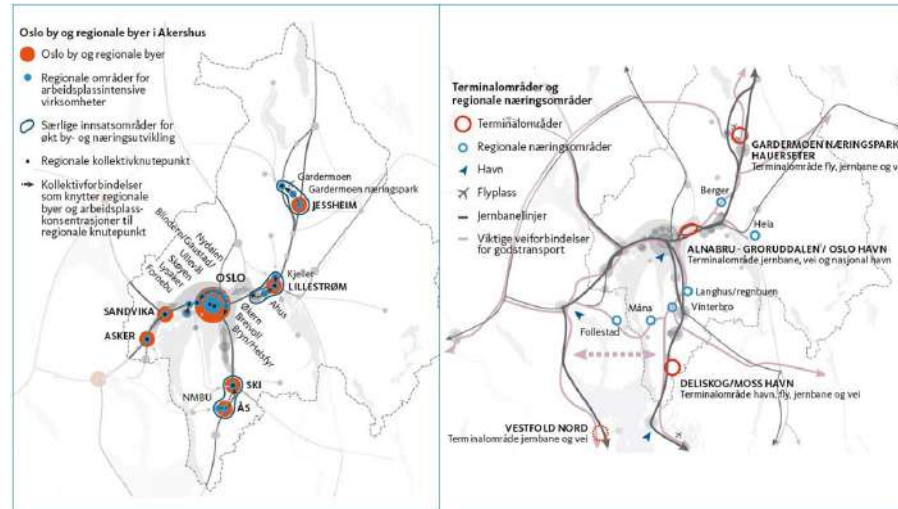 Oslo by og regionale byer i Akershus
Oslo by og regionale byer
Regionale områder for
arbeidsplassintensive
virksomheter
Særlige innsatsområder for
økt by- og næringsutvikling
Regionale kollektivknutepunkt
Kollektivforbindelser
som knytter regionale
byer og arbeidsplass-
konsentrasjoner til
regionale knutepunkt
Gardermoen
Gardermoen næringspark
JESSHEIM
Nydalen
Blindern/Gaustad/
Ullevål
Skøyen
Lysaker
Fornebu
OSLO
Kjeller
LILLESTRØM
Ahus
Økern
Breivoll
Bryn/Helsfyr
SANDVIKA
ASKER
SKI
NMBU
ÅS
Terminalområder og
regionale næringsområder
Terminalområder
Regionale næringsområder
Havn
Flyplass
Jernbanelinjer
Viktige veiforbindelser
for godstransport
GARDERMOEN NÆRINGSPARK
HAUERSETER
Terminalområde fly, jernbane og ve
Berger
Heia
ALNABRU - GRORUDDALEN / OSLO HAVN
Terminalområde jernbane, vei og nasjonal havn
Langhus/regnbuen
Vinterbro
Måna
Follestad
DELISKOG/MOSS HAVN
Terminalområde havn, fly, jernbane og vei
VESTFOLD NORD
Terminalområde jernbane og vei